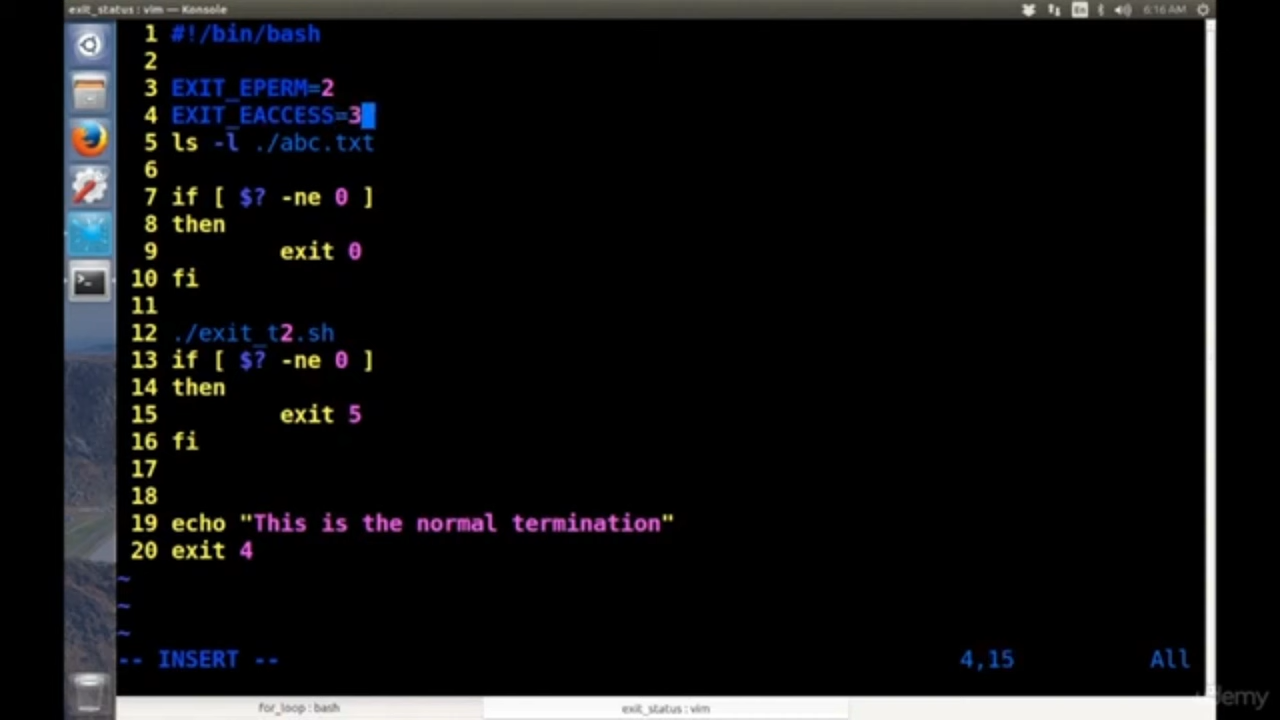 exit_status : vim — Konsole
En
6:16 AM
1 #!/bin/bash
2
3 EXIT_EPERM=2
4 EXIT_EACCESS=3
5 ls -l ./abc.txt
6
7 if [ $? -ne 0 ]
8 then
9 exit 0
10 fi
11
12 ./exit_t2.sh
13 if [ $? -ne 0 ]
14 then
15 exit 5
16 fi
17
18
19 echo "This is the normal termination"
20 exit 4
~
~
~
-- INSERT -- 4,15 All
for_loop : bash exit_status : vim
udemy